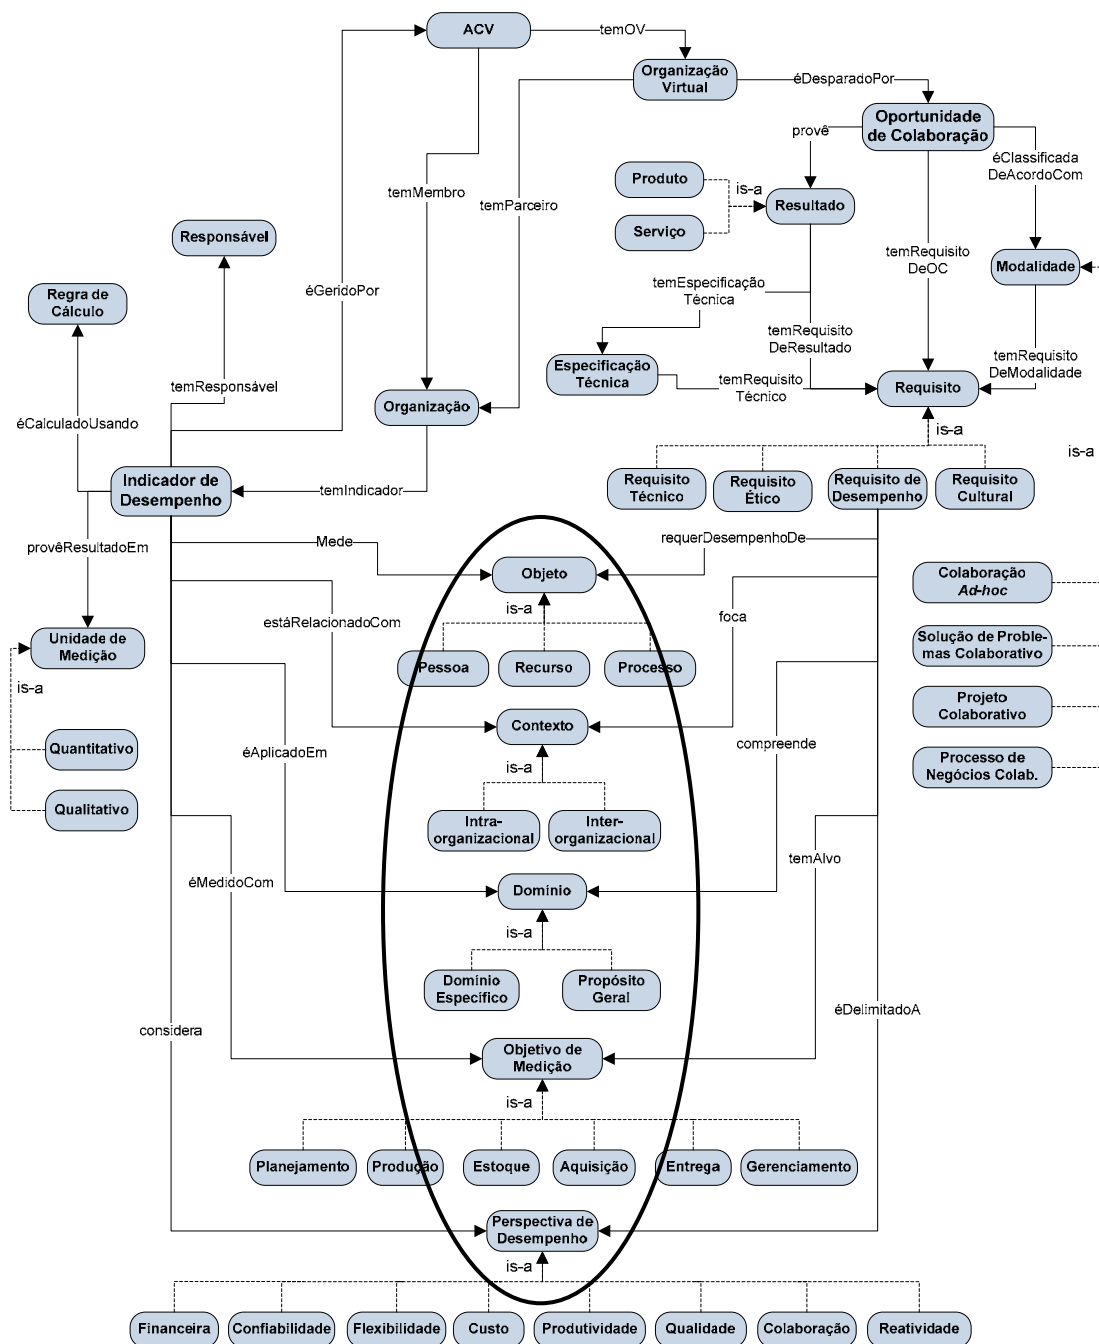 ACV
temOV
Organização
Virtual
éDesparadoPor
Oportunidade
de Colaboração
provê
éClassificada
DeAcordoCom
Produto
is-a
Resultado
Serviço
temMembro
temParceiro
Responsável
temRequisito
DeOC
Modalidade
Regra de
Cálculo
éGeridoPor
temEspecificação
Técnica
temRequisito
DeResultado
temRequisito
DeModalidade
Especificação
Técnica
temRequisito
Técnico
Requisito
temResponsável
Organização
éCalculadoUsando
is-a
is-a
Indicador de
Desempenho
temIndicador
Requisito
Técnico
Requisito
Ético
Requisito de
Desempenho
Requisito
Cultural
provêResultadoEm
Mede
requerDesempenhoDe
Objeto
is-a
Colaboração
Ad-hoc
estáRelacionadoCom
foca
Unidade de
Medição
Pessoa
Recurso
Processo
Solução de Proble-
mas Colaborativo
is-a
Projeto
Colaborativo
Contexto
éAplicadoEm
compreende
is-a
Quantitativo
Processo de
Negócios Colab.
Qualitativo
Intra-
organizacional
Inter-
organizacional
éMedidoCom
temAlvo
Domínio
is-a
Domínio
Específico
Propósito
Geral
éDelimitadoA
considera
Objetivo de
Medição
is-a
Planejamento
Produção
Estoque
Aquisição
Entrega
Gerenciamento
Perspectiva de
Desempenho
is-a
Financeira
Confiabilidade
Flexibilidade
Custo
Produtividade
Qualidade
Colaboração
Reatividade